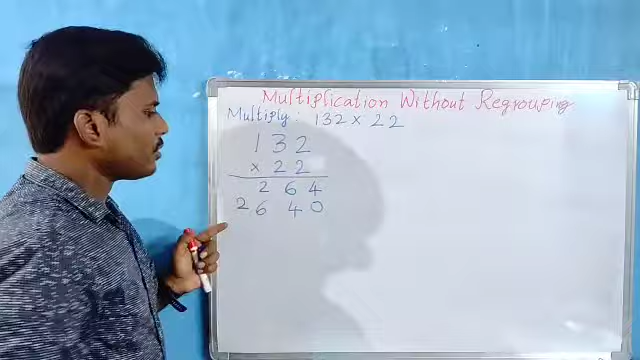 Multiplication Without Regrouping
Multiply: 132 × 22
132
× 22
264
2640